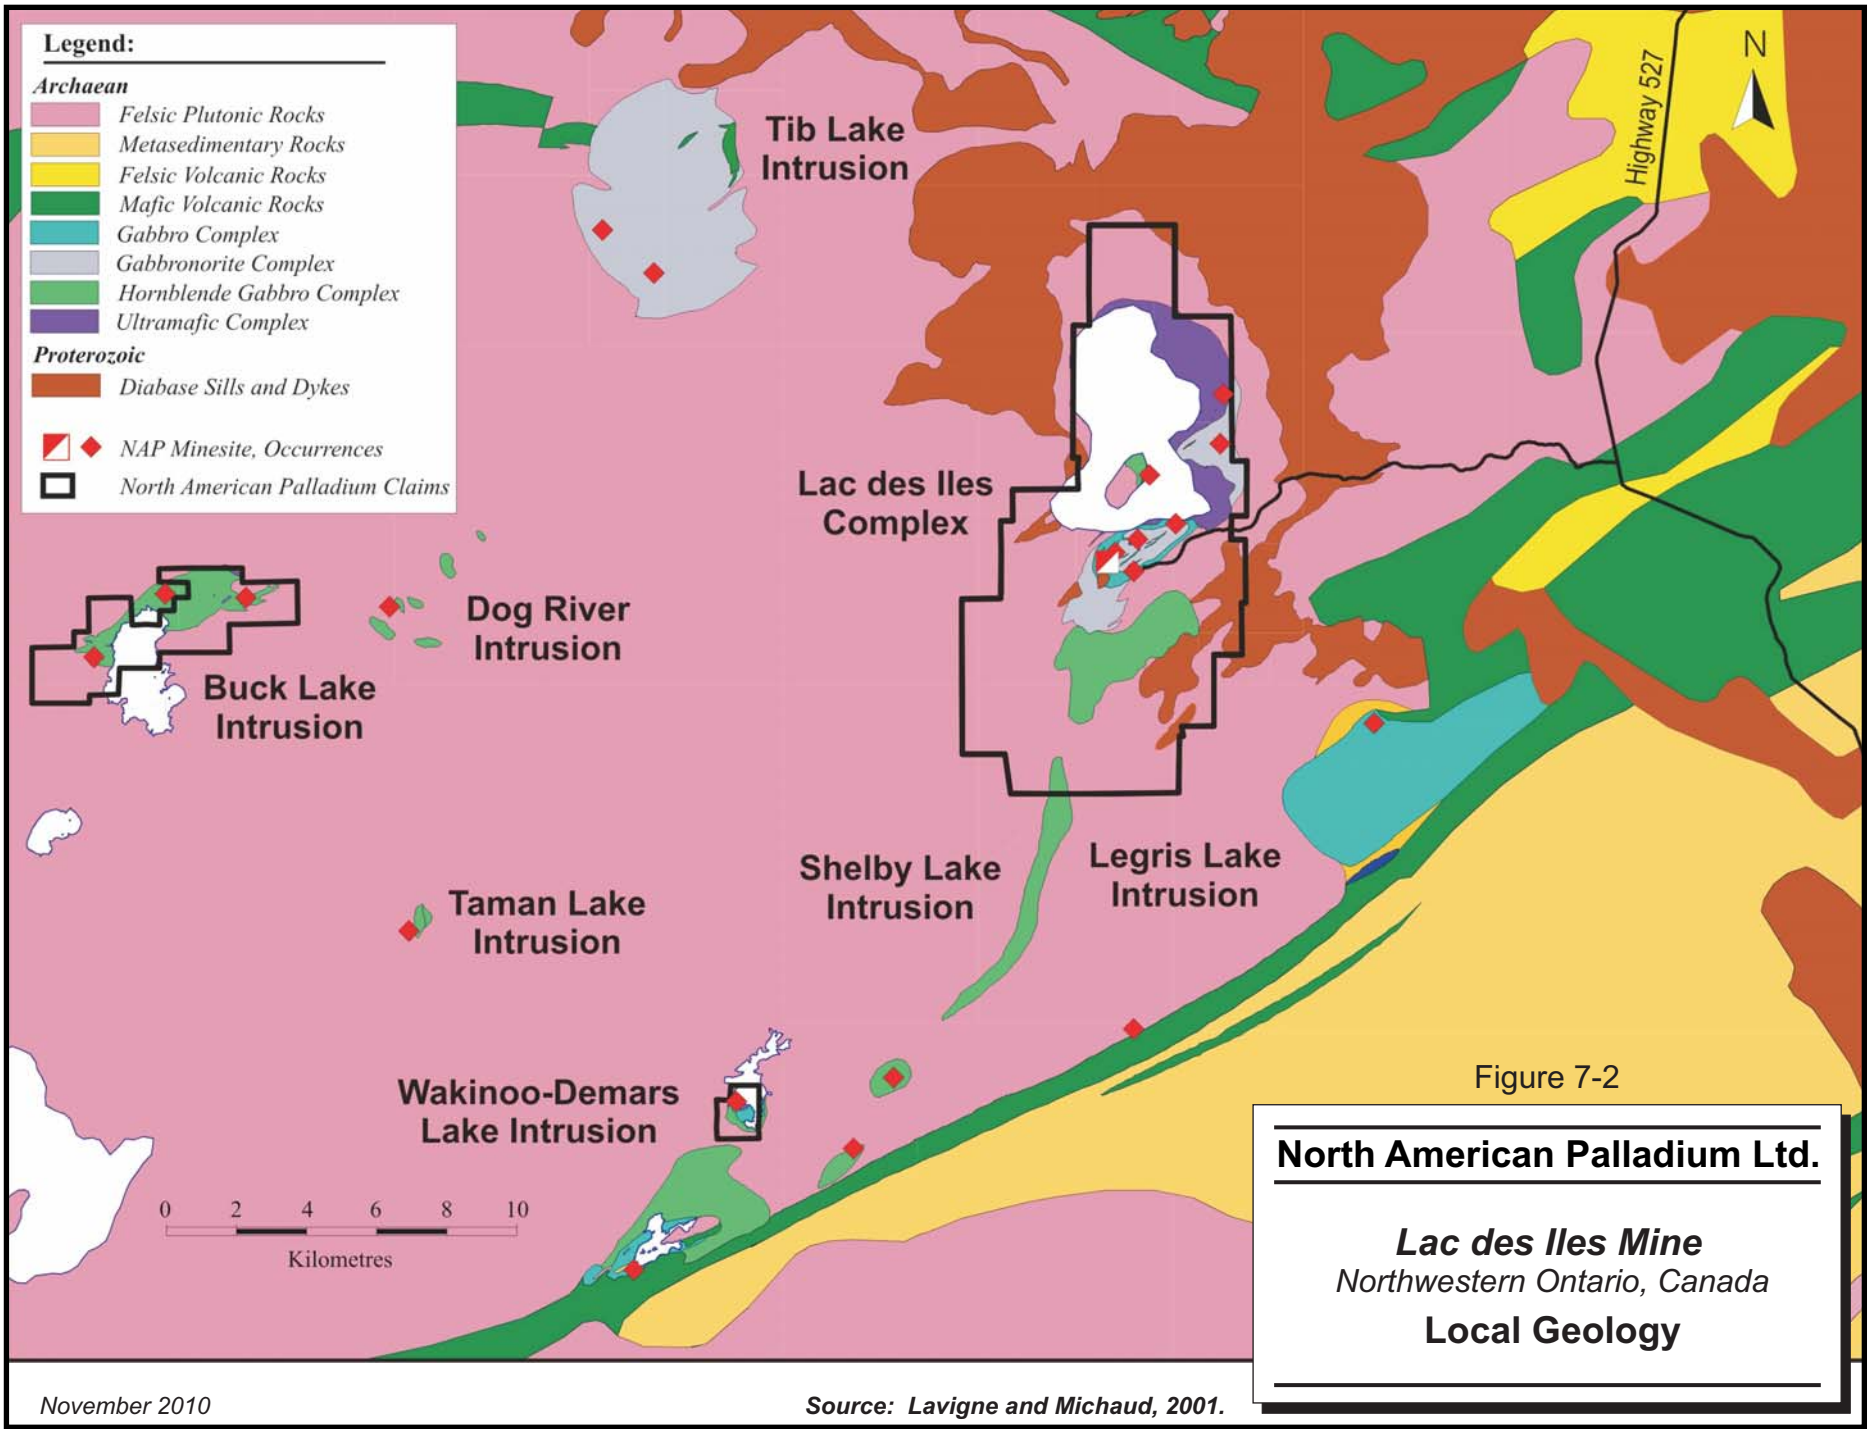 Legend:
Archaean
Felsic Plutonic Rocks
Metasedimentary Rocks
Felsic Volcanic Rocks
Mafic Volcanic Rocks
Gabbro Complex
Gabbronorite Complex
Hornblende Gabbro Complex
Ultramafic Complex
Proterozoic
Diabase Sills and Dykes
NAP Minesite, Occurrences
North American Palladium Claims
Tib Lake
Intrusion
Highway 527
N
Lac des Iles
Complex
Dog River
Intrusion
Buck Lake
Intrusion
Shelby Lake
Intrusion
Legris Lake
Intrusion
Taman Lake
Intrusion
Wakinoo-Demars
Lake Intrusion
0 2 4 6 8 10
Kilometres
Figure 7-2
North American Palladium Ltd.
Lac des Iles Mine
Northwestern Ontario, Canada
Local Geology
November 2010
Source: Lavigne and Michaud, 2001.